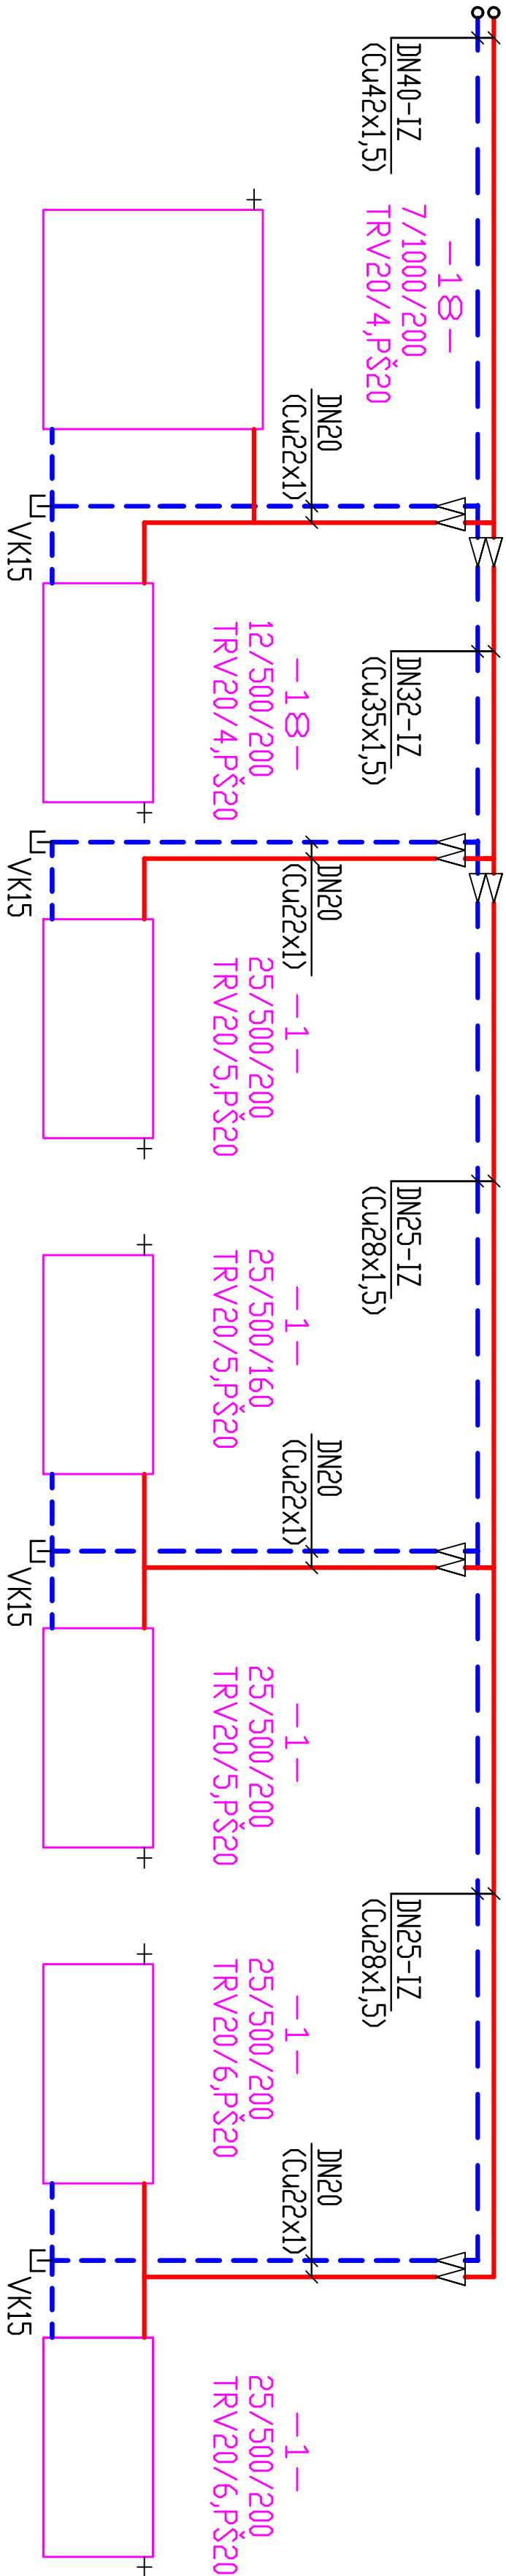 DN40-IZ
(Cu42x1,5)
-18-
7/1000/200
TRV20/4,PŠ20
DN20
(Cu22x1)
VK15
DN32-IZ
(Cu35x1,5)
-18-
12/500/200
TRV20/4,PŠ20
DN20
(Cu22x1)
VK15
-1-
25/500/200
TRV20/5,PŠ20
DN25-IZ
(Cu28x1,5)
-1-
25/500/160
TRV20/5,PŠ20
DN20
(Cu22x1)
VK15
-1-
25/500/200
TRV20/5,PŠ20
DN25-IZ
(Cu28x1,5)
-1-
25/500/200
TRV20/6,PŠ20
DN20
(Cu22x1)
VK15
-1-
25/500/200
TRV20/6,PŠ20